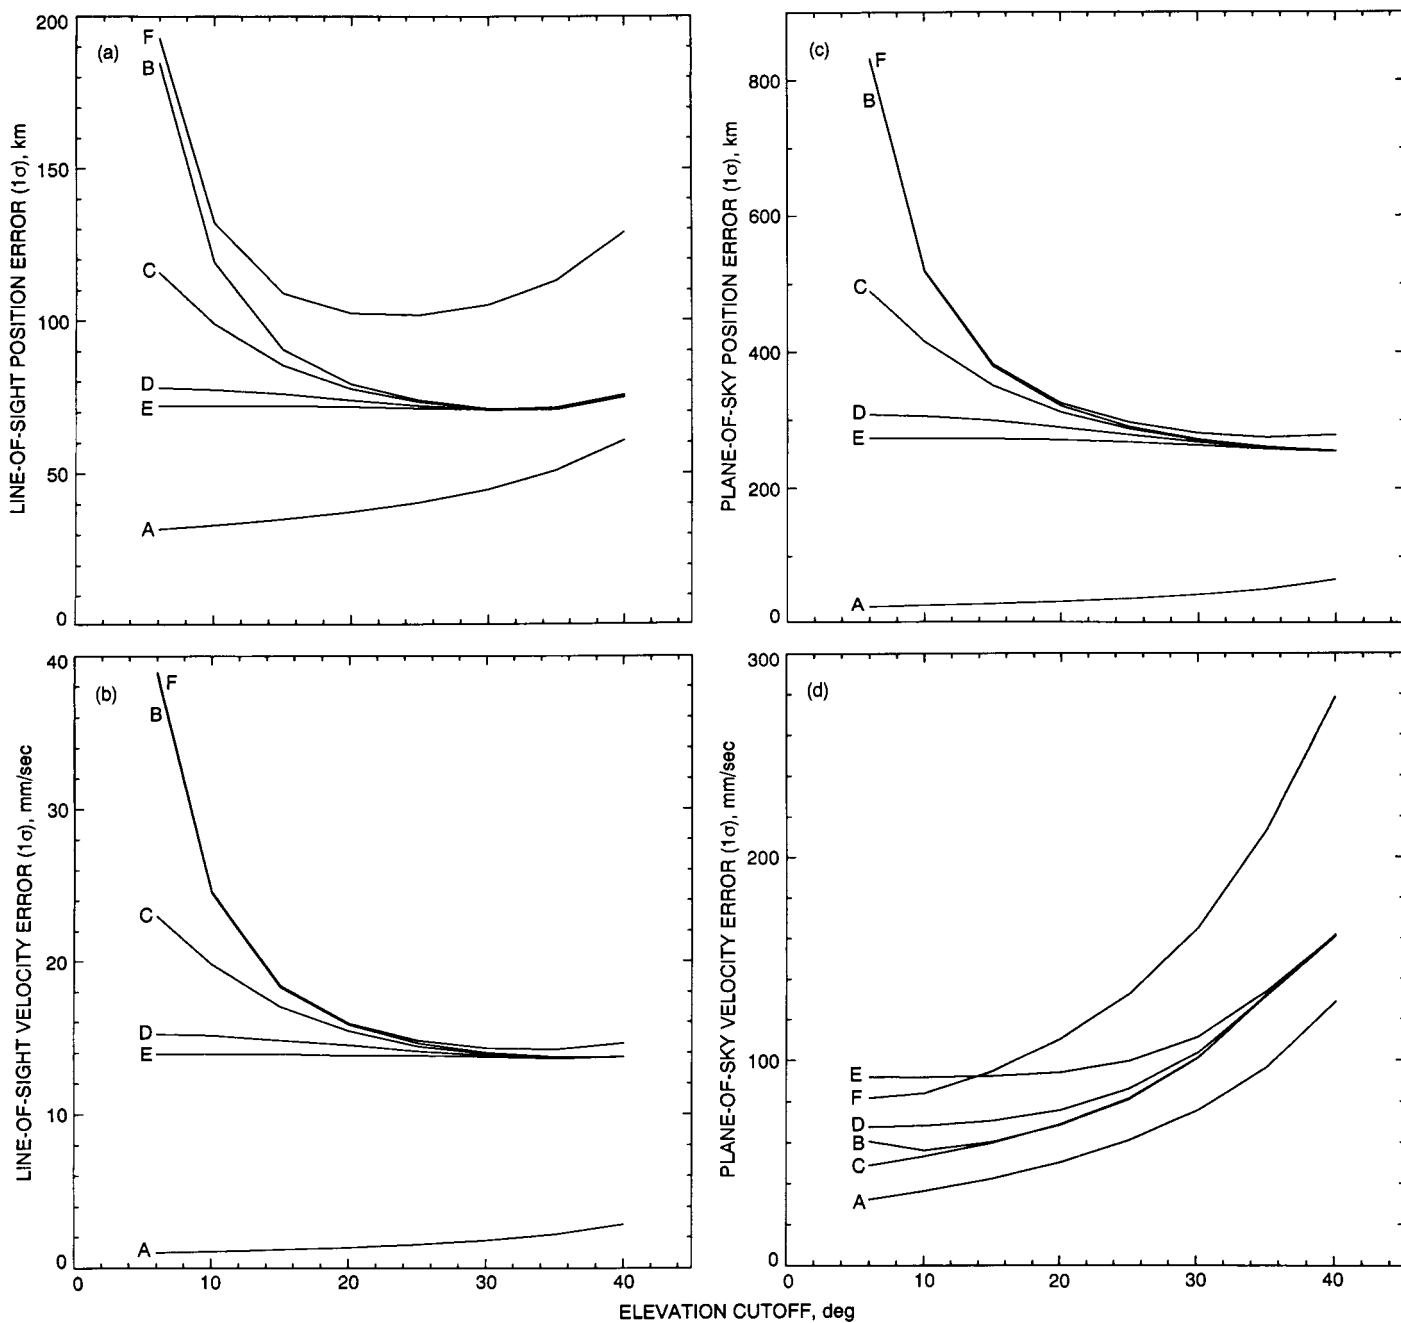 (a)
LINE-OF-SIGHT POSITION ERROR (1σ), km
200
150
100
50
0
F
B
C
D
E
A
(c)
PLANE-OF-SKY POSITION ERROR (1σ), km
800
600
400
200
0
F
B
C
D
E
A
(b)
LINE-OF-SIGHT VELOCITY ERROR (1σ), mm/sec
40
30
20
10
0
F
B
C
D
E
A
0 10 20 30 40
(d)
PLANE-OF-SKY VELOCITY ERROR (1σ), mm/sec
300
200
100
0
E
F
D
B
C
A
0 10 20 30 40
ELEVATION CUTOFF, deg